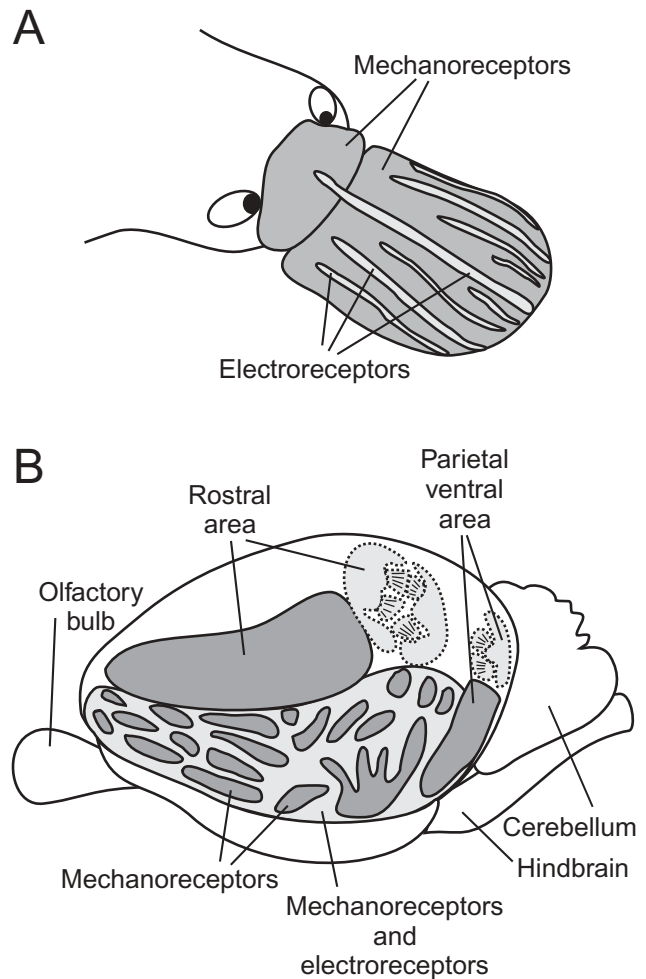 A
Mechanoreceptors
Electroreceptors
B
Parietal
ventral
area
Rostral
area
Olfactory
bulb
Cerebellum
Hindbrain
Mechanoreceptors
Mechanoreceptors
and
electroreceptors